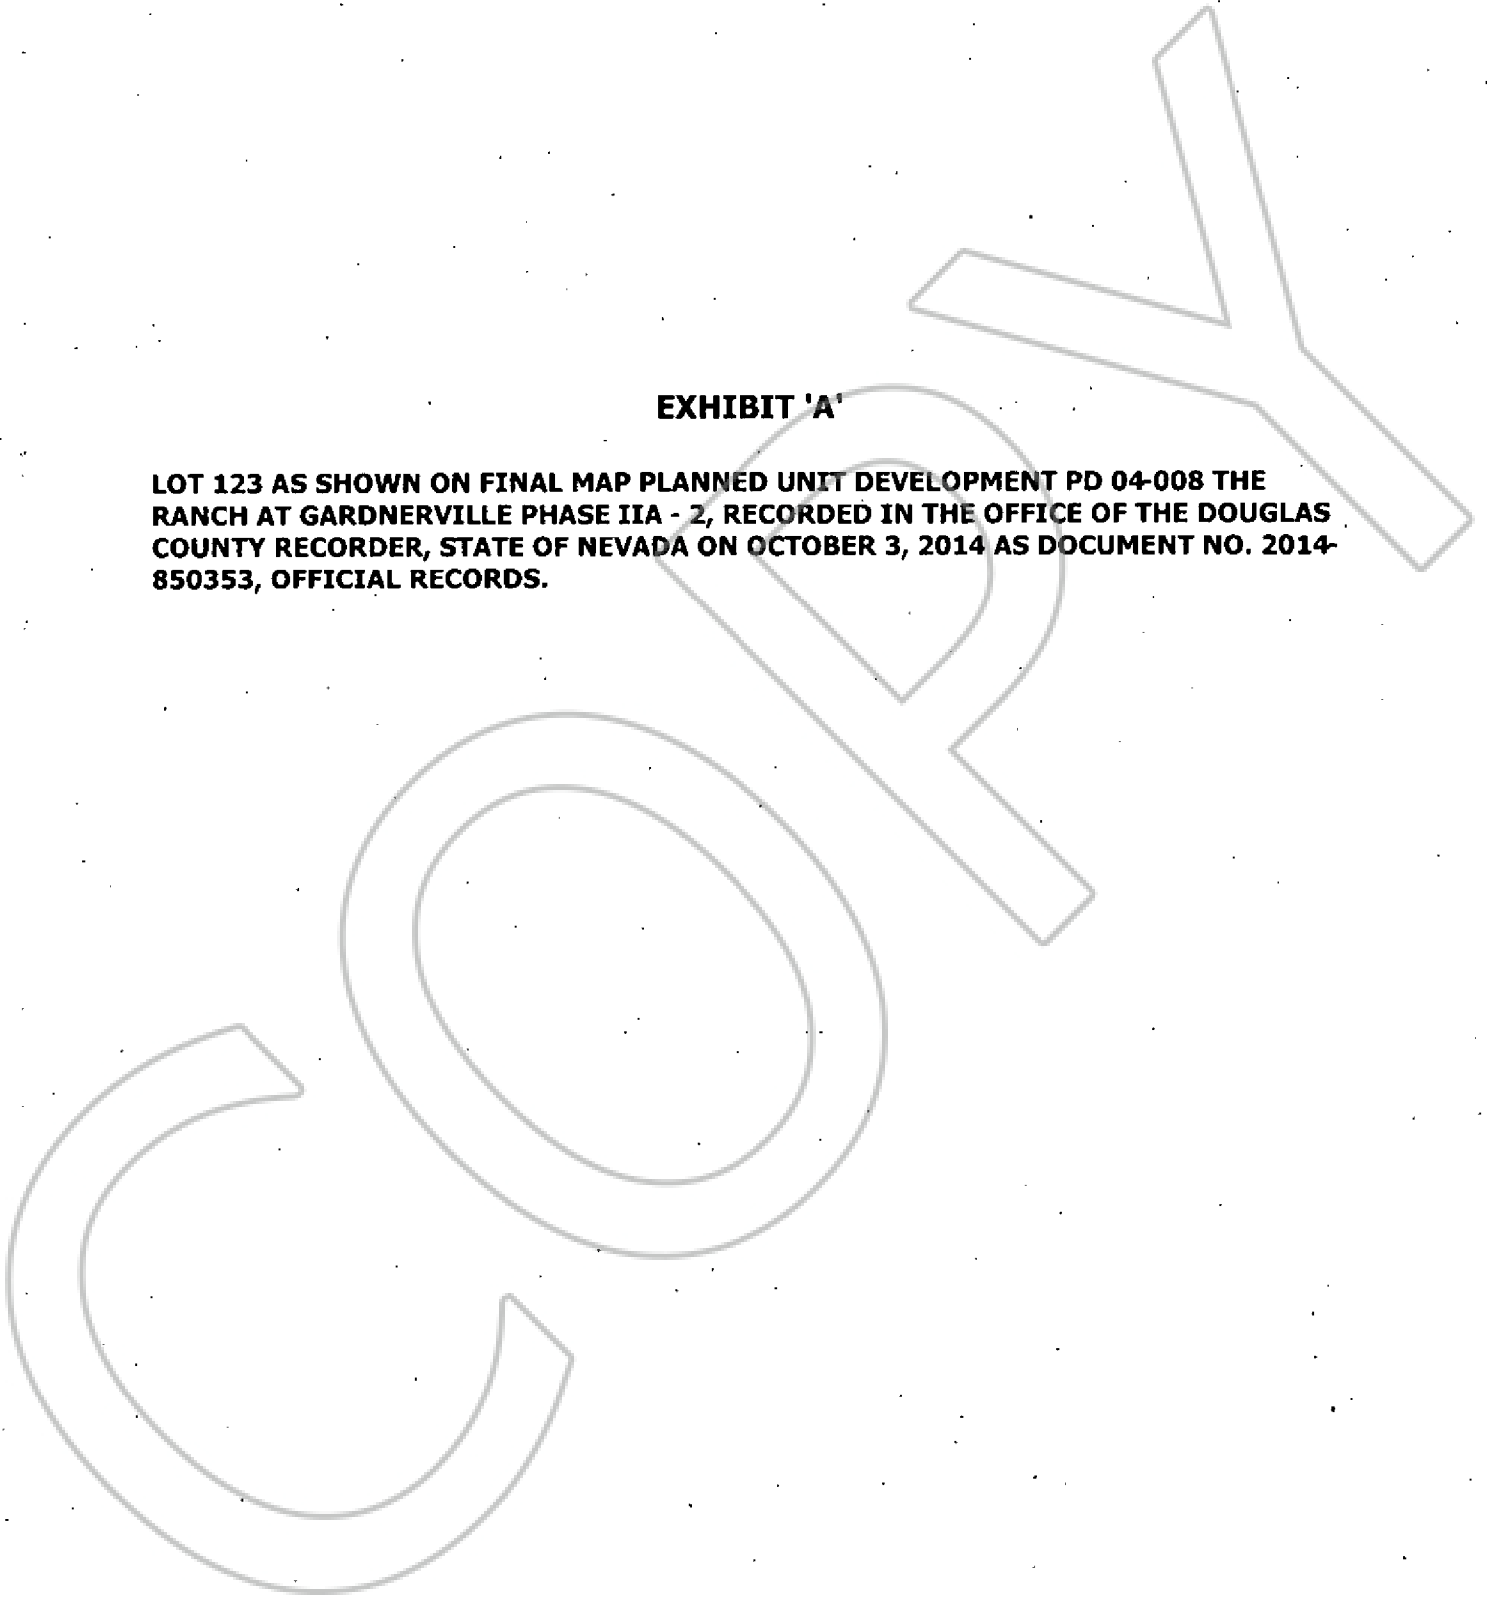 EXHIBIT 'A'
LOT 123 AS SHOWN ON FINAL MAP PLANNED UNIT DEVELOPMENT PD 04-008 THE
RANCH AT GARDNERVILLE PHASE IIA - 2, RECORDED IN THE OFFICE OF THE DOUGLAS
COUNTY RECORDER, STATE OF NEVADA ON OCTOBER 3, 2014 AS DOCUMENT NO. 2014-
850353, OFFICIAL RECORDS.
COPY